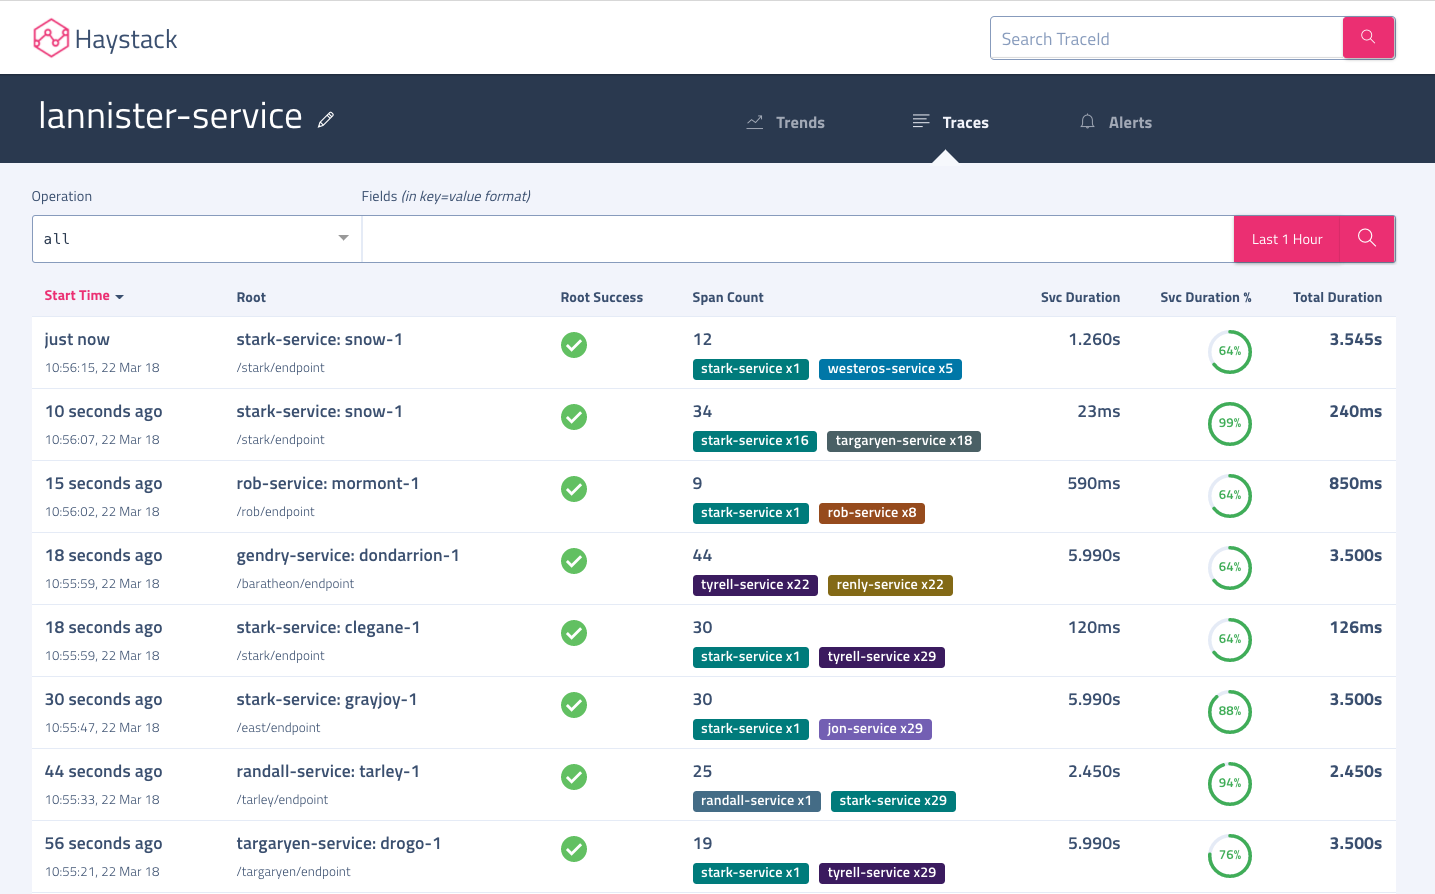 Haystack
Search TraceId
lannister-service
Trends Traces Alerts
Operation Fields (in key=value format)
all Last 1 Hour
Start Time Root Root Success Span Count Svc Duration Svc Duration % Total Duration
just now stark-service: snow-1 12 1.260s 64% 3.545s
10:56:15, 22 Mar 18 /stark/endpoint stark-service x1 westeros-service x5
10 seconds ago stark-service: snow-1 34 23ms 99% 240ms
10:56:07, 22 Mar 18 /stark/endpoint stark-service x16 targaryen-service x18
15 seconds ago rob-service: mormont-1 9 590ms 64% 850ms
10:56:02, 22 Mar 18 /rob/endpoint stark-service x1 rob-service x8
18 seconds ago gendry-service: dondarrion-1 44 5.990s 64% 3.500s
10:55:59, 22 Mar 18 /baratheon/endpoint tyrell-service x22 renly-service x22
18 seconds ago stark-service: clegane-1 30 120ms 64% 126ms
10:55:59, 22 Mar 18 /stark/endpoint stark-service x1 tyrell-service x29
30 seconds ago stark-service: grayjoy-1 30 5.990s 88% 3.500s
10:55:47, 22 Mar 18 /east/endpoint stark-service x1 jon-service x29
44 seconds ago randall-service: tarley-1 25 2.450s 94% 2.450s
10:55:33, 22 Mar 18 /tarley/endpoint randall-service x1 stark-service x29
56 seconds ago targaryen-service: drogo-1 19 5.990s 76% 3.500s
10:55:21, 22 Mar 18 /targaryen/endpoint stark-service x1 tyrell-service x29